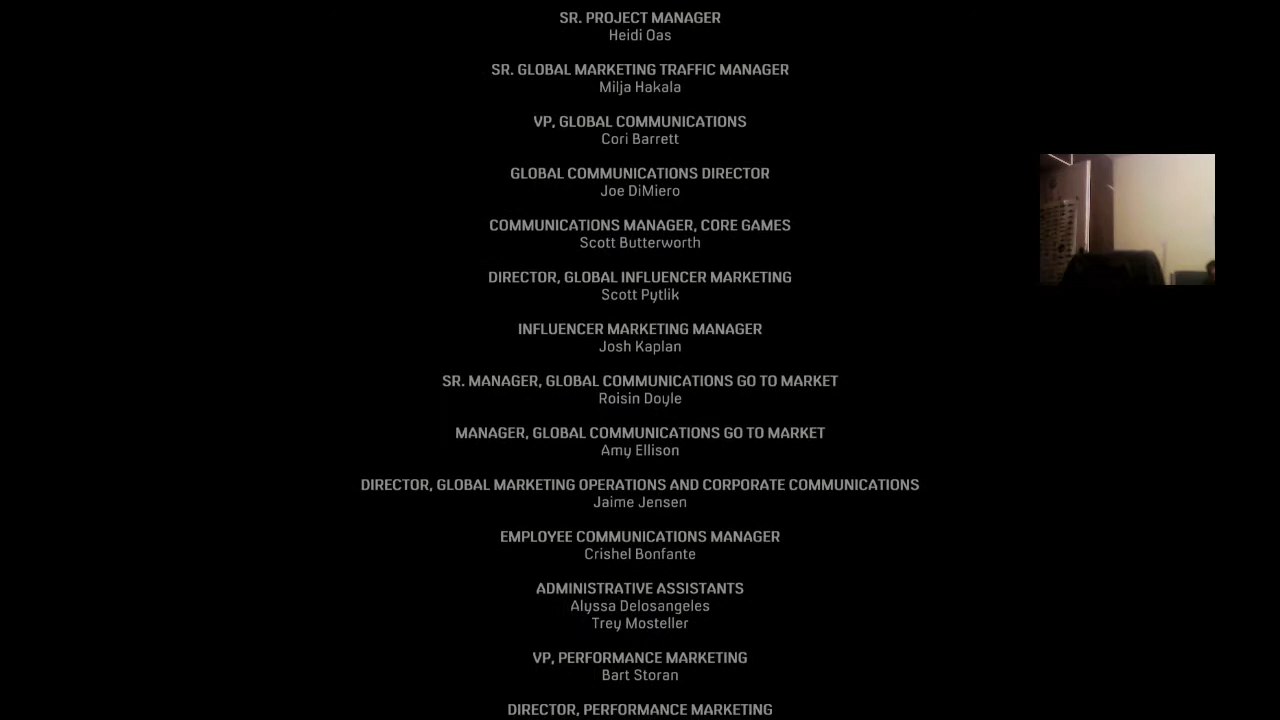 SR. PROJECT MANAGER
Heidi Oas
SR. GLOBAL MARKETING TRAFFIC MANAGER
Milja Hakala
VP, GLOBAL COMMUNICATIONS
Cori Barrett
GLOBAL COMMUNICATIONS DIRECTOR
Joe DiMiero
COMMUNICATIONS MANAGER, CORE GAMES
Scott Butterworth
DIRECTOR, GLOBAL INFLUENCER MARKETING
Scott Pytlik
INFLUENCER MARKETING MANAGER
Josh Kaplan
SR. MANAGER, GLOBAL COMMUNICATIONS GO TO MARKET
Roisin Doyle
MANAGER, GLOBAL COMMUNICATIONS GO TO MARKET
Amy Ellison
DIRECTOR, GLOBAL MARKETING OPERATIONS AND CORPORATE COMMUNICATIONS
Jaime Jensen
EMPLOYEE COMMUNICATIONS MANAGER
Crishel Bonfante
ADMINISTRATIVE ASSISTANTS
Alyssa Delosangeles
Trey Mosteller
VP, PERFORMANCE MARKETING
Bart Storan
DIRECTOR, PERFORMANCE MARKETING